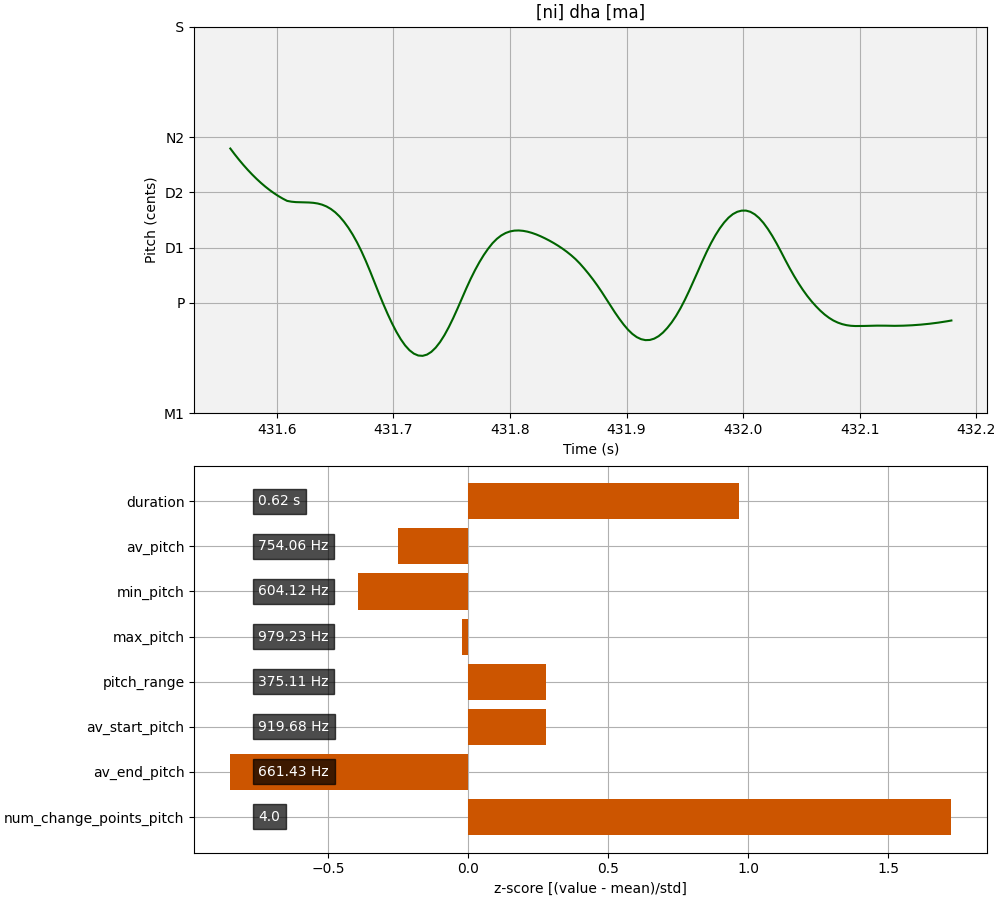 [ni] dha [ma]
S
N2
D2
D1
P
M1
Pitch (cents)
431.6 431.7 431.8 431.9 432.0 432.1 432.2
Time (s)
duration 0.62 s
av_pitch 754.06 Hz
min_pitch 604.12 Hz
max_pitch 979.23 Hz
pitch_range 375.11 Hz
av_start_pitch 919.68 Hz
av_end_pitch 661.43 Hz
num_change_points_pitch 4.0
−0.5 0.0 0.5 1.0 1.5
z-score [(value - mean)/std]